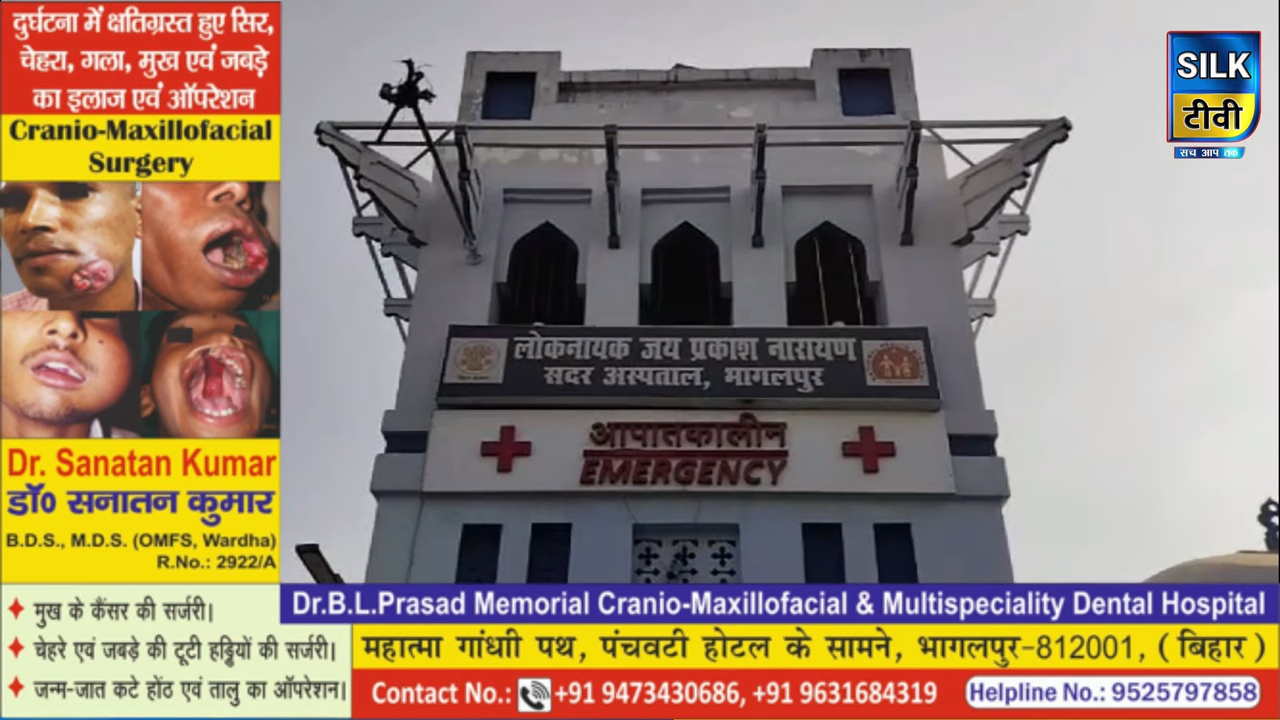 दुर्घटना में क्षतिग्रस्त हुए सिर,
चेहरा, गला, मुख एवं जबड़े
का इलाज एवं ऑपरेशन
Cranio-Maxillofacial
Surgery
Dr. Sanatan Kumar
डॉ० सनातन कुमार
B.D.S., M.D.S. (OMFS, Wardha)
R.No.: 2922/A
मुख के कैंसर की सर्जरी।
चेहरे एवं जबड़े की टूटी हड्डियों की सर्जरी।
जन्म-जात कटे होंठ एवं तालु का ऑपरेशन।
SILK
टीवी
सच आप तक
लोकनायक जय प्रकाश नारायण
सदर अस्पताल, भागलपुर
आपातकालीन
EMERGENCY
Dr.B.L.Prasad Memorial Cranio-Maxillofacial & Multispeciality Dental Hospital
महात्मा गांधाी पथ, पंचवटी होटल के सामने, भागलपुर-812001, ( बिहार )
Contact No.: +91 9473430686, +91 9631684319
Helpline No.: 9525797858